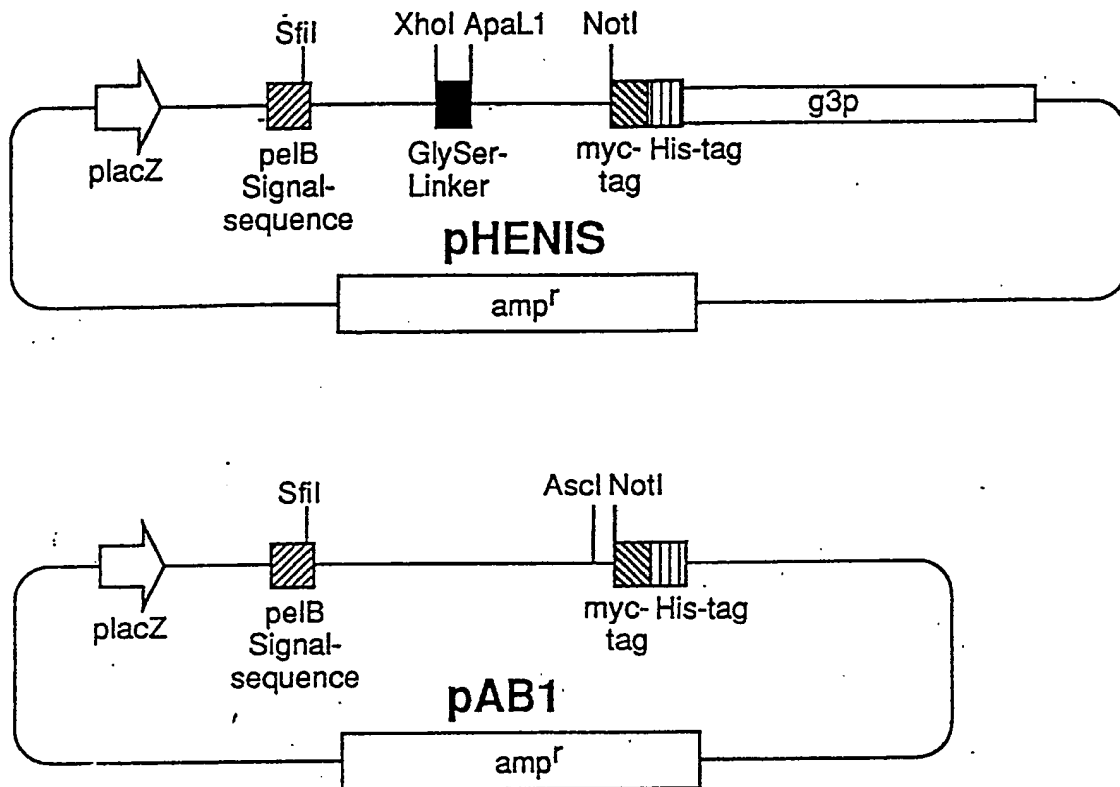 SfiI
XhoI ApaL1
NotI
g3p
placZ
pelB
Signal-
sequence
GlySer-
Linker
myc- His-tag
tag
pHENIS
amp^r
SfiI
AscI NotI
placZ
pelB
Signal-
sequence
myc- His-tag
tag
pAB1
amp^r